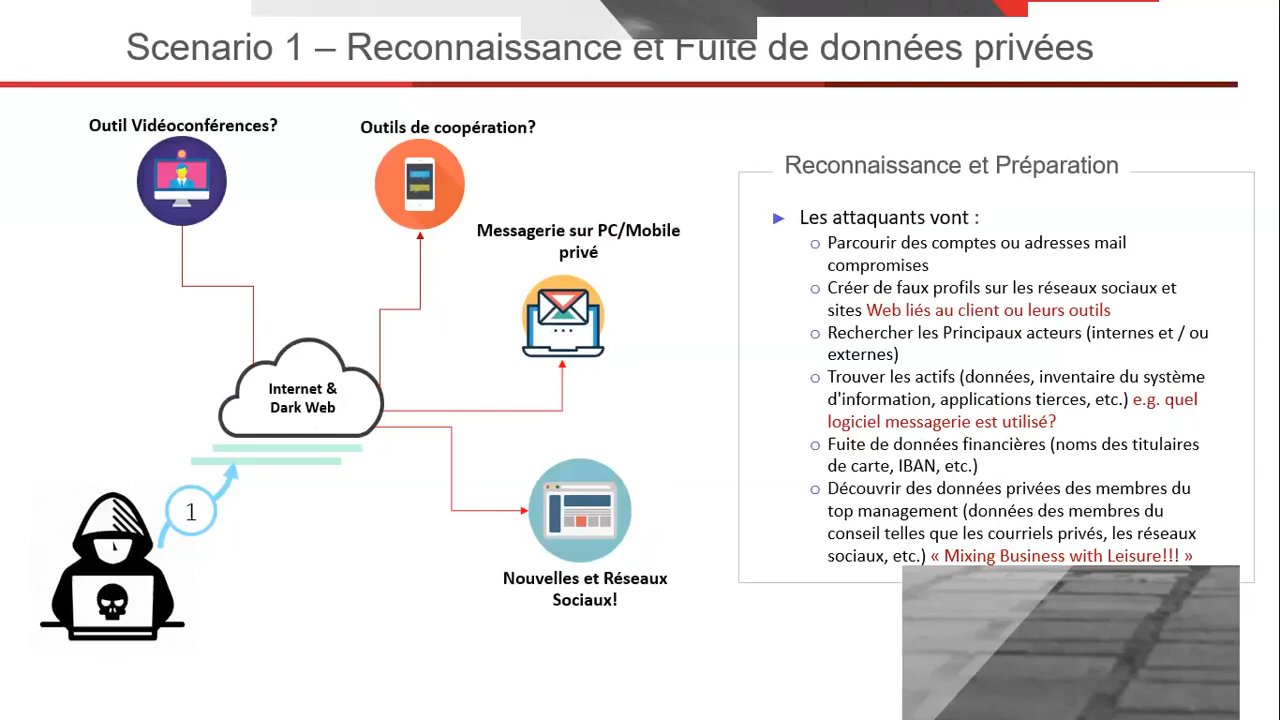 Scenario 1 – Reconnaissance et Fuite de données privées
Outil Vidéoconférences?
Outils de coopération?
Messagerie sur PC/Mobile
privé
Internet &
Dark Web
1
Nouvelles et Réseaux
Sociaux!
Reconnaissance et Préparation
► Les attaquants vont :
o Parcourir des comptes ou adresses mail
compromises
o Créer de faux profils sur les réseaux sociaux et
sites Web liés au client ou leurs outils
o Rechercher les Principaux acteurs (internes et / ou
externes)
o Trouver les actifs (données, inventaire du système
d'information, applications tierces, etc.) e.g. quel
logiciel messagerie est utilisé?
o Fuite de données financières (noms des titulaires
de carte, IBAN, etc.)
o Découvrir des données privées des membres du
top management (données des membres du
conseil telles que les courriels privés, les réseaux
sociaux, etc.) « Mixing Business with Leisure!!! »